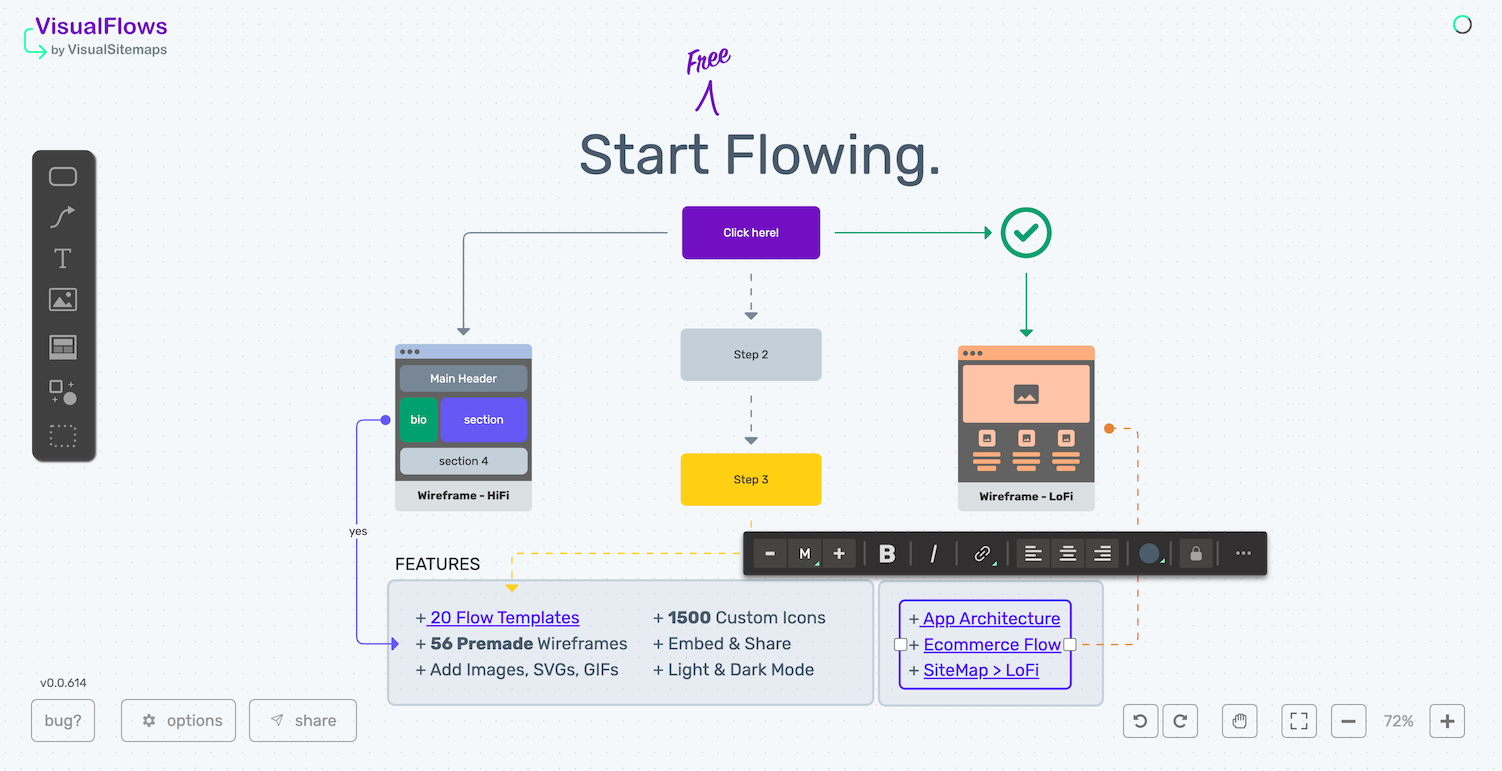 VisualFlows
by VisualSitemaps
Free
Start Flowing.
Click here!
Step 2
Main Header
bio
section
section 4
Wireframe - HiFi
Step 3
Wireframe - LoFi
yes
FEATURES
- M + B I ...
+ 20 Flow Templates
+ 56 Premade Wireframes
+ Add Images, SVGs, GIFs
+ 1500 Custom Icons
+ Embed & Share
+ Light & Dark Mode
+ App Architecture
+ Ecommerce Flow
+ SiteMap > LoFi
T
v0.0.614
bug?
options
share
72%